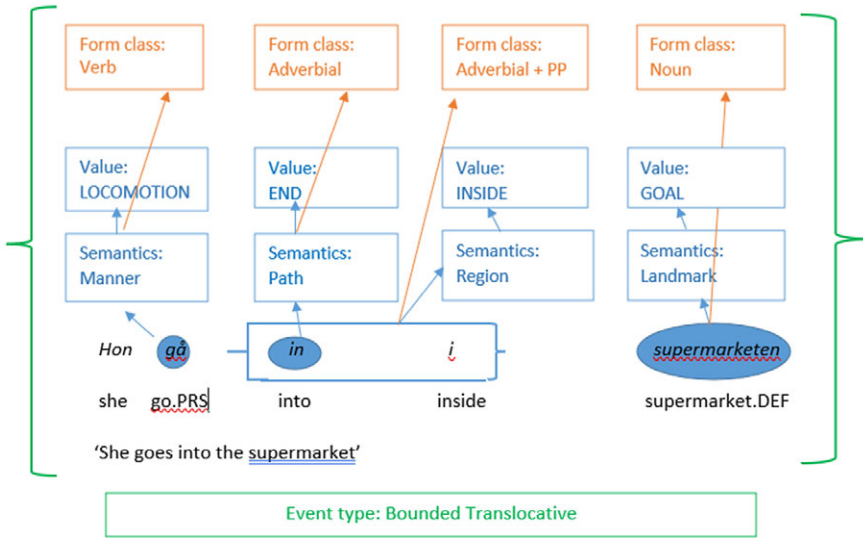 Form class:
Verb
Form class:
Adverbial
Form class:
Adverbial + PP
Form class:
Noun
Value:
LOCOMOTION
Value:
END
Value:
INSIDE
Value:
GOAL
Semantics:
Manner
Semantics:
Path
Semantics:
Region
Semantics:
Landmark
Hon gå in i supermarketen
she go.PRS into inside supermarket.DEF
‘She goes into the supermarket’
Event type: Bounded Translocative